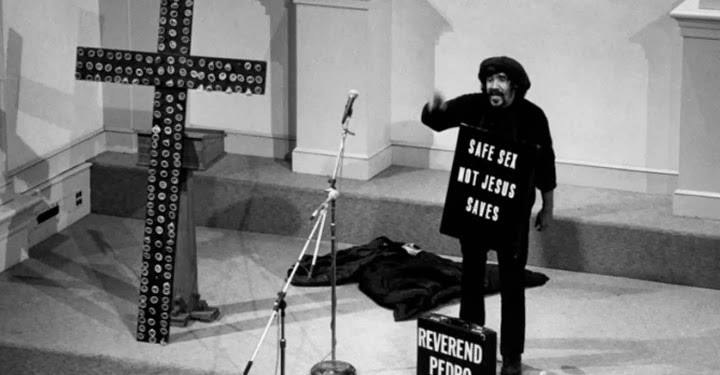 SAFE SEX
NOT JESUS
SAVES
REVEREND
PEDRO